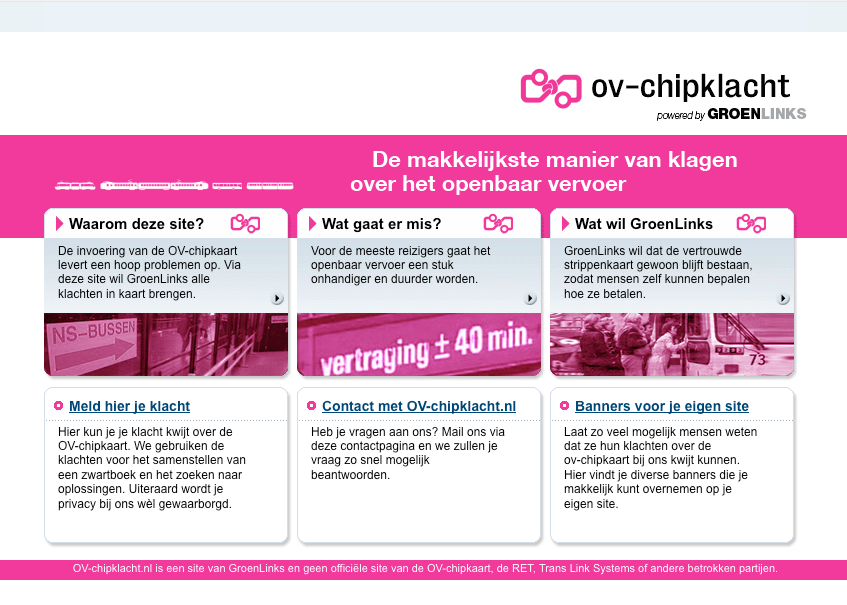 ov-chipklacht
powered by GROENLINKS
De makkelijkste manier van klagen
over het openbaar vervoer
Waarom deze site?
De invoering van de OV-chipkaart
levert een hoop problemen op. Via
deze site wil GroenLinks alle
klachten in kaart brengen.
NS-BUSSEN
Wat gaat er mis?
Voor de meeste reizigers gaat het
openbaar vervoer een stuk
onhandiger en duurder worden.
vertraging ± 40 min.
Wat wil GroenLinks
GroenLinks wil dat de vertrouwde
strippenkaart gewoon blijft bestaan,
zodat mensen zelf kunnen bepalen
hoe ze betalen.
73
Meld hier je klacht
Hier kun je je klacht kwijt over de
OV-chipkaart. We gebruiken de
klachten voor het samenstellen van
een zwartboek en het zoeken naar
oplossingen. Uiteraard wordt je
privacy bij ons wèl gewaarborgd.
Contact met OV-chipklacht.nl
Heb je vragen aan ons? Mail ons via
deze contactpagina en we zullen je
vraag zo snel mogelijk
beantwoorden.
Banners voor je eigen site
Laat zo veel mogelijk mensen weten
dat ze hun klachten over de
ov-chipkaart bij ons kwijt kunnen.
Hier vindt je diverse banners die je
makkelijk kunt overnemen op je
eigen site.
OV-chipklacht.nl is een site van GroenLinks en geen officiële site van de OV-chipkaart, de RET, Trans Link Systems of andere betrokken partijen.